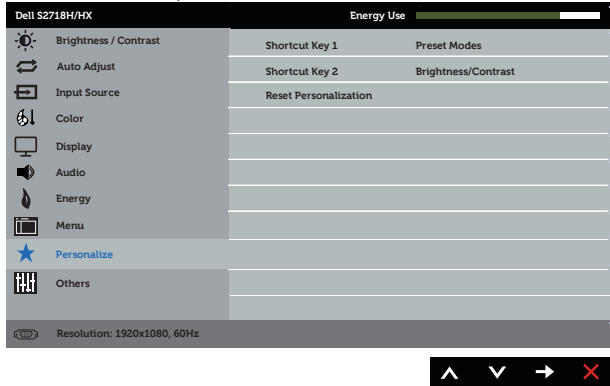 Dell S2718H/HX Energy Use
Brightness / Contrast
Auto Adjust
Input Source
Color
Display
Audio
Energy
Menu
Personalize
Others
Shortcut Key 1 Preset Modes
Shortcut Key 2 Brightness/Contrast
Reset Personalization
Resolution: 1920x1080, 60Hz